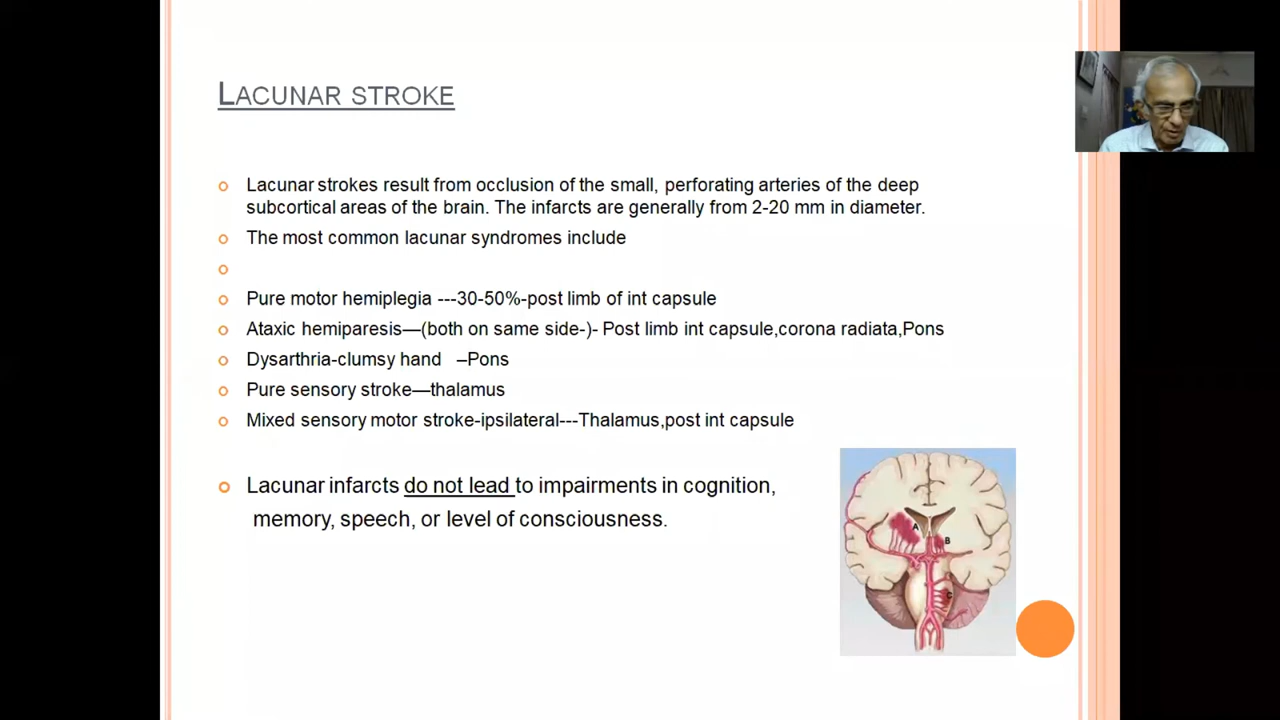 LACUNAR STROKE
Lacunar strokes result from occlusion of the small, perforating arteries of the deep
subcortical areas of the brain. The infarcts are generally from 2-20 mm in diameter.
The most common lacunar syndromes include
Pure motor hemiplegia ---30-50%-post limb of int capsule
Ataxic hemiparesis—(both on same side-)- Post limb int capsule,corona radiata,Pons
Dysarthria-clumsy hand –Pons
Pure sensory stroke—thalamus
Mixed sensory motor stroke-ipsilateral---Thalamus,post int capsule
Lacunar infarcts do not lead to impairments in cognition,
memory, speech, or level of consciousness.
A
B
C